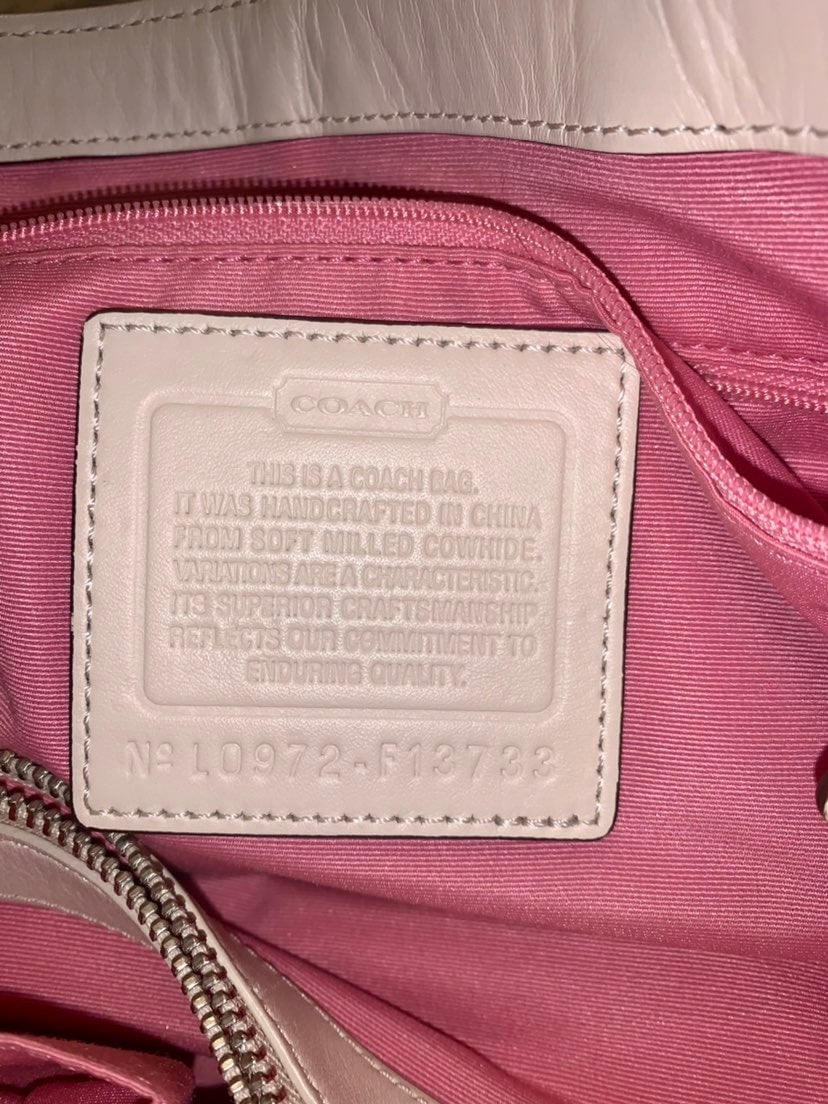 COACH
THIS IS A COACH BAG.
IT WAS HANDCRAFTED IN CHINA
FROM SOFT MILLED COWHIDE.
VARIATIONS ARE A CHARACTERISTIC.
ITS SUPERIOR CRAFTSMANSHIP
REFLECTS OUR COMMITMENT TO
ENDURING QUALITY.
Nº L0972-F13733